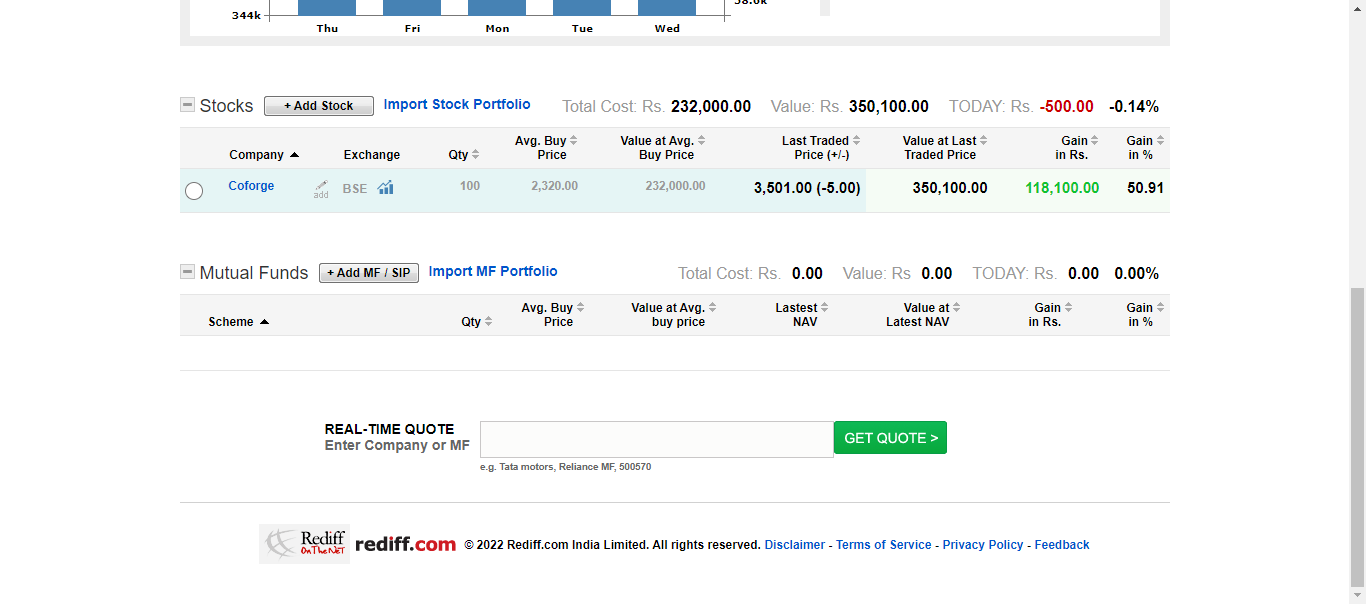 344k
38.6k
Thu Fri Mon Tue Wed
Stocks + Add Stock Import Stock Portfolio Total Cost: Rs. 232,000.00 Value: Rs. 350,100.00 TODAY: Rs. -500.00 -0.14%
Company Exchange Qty Avg. Buy Price Value at Avg. Buy Price Last Traded Price (+/-) Value at Last Traded Price Gain in Rs. Gain in %
Coforge add BSE 100 2,320.00 232,000.00 3,501.00 (-5.00) 350,100.00 118,100.00 50.91
Mutual Funds + Add MF / SIP Import MF Portfolio Total Cost: Rs. 0.00 Value: Rs 0.00 TODAY: Rs. 0.00 0.00%
Scheme Qty Avg. Buy Price Value at Avg. buy price Lastest NAV Value at Latest NAV Gain in Rs. Gain in %
REAL-TIME QUOTE
Enter Company or MF
GET QUOTE >
e.g. Tata motors, Reliance MF, 500570
Rediff On The NeT rediff.com © 2022 Rediff.com India Limited. All rights reserved. Disclaimer - Terms of Service - Privacy Policy - Feedback